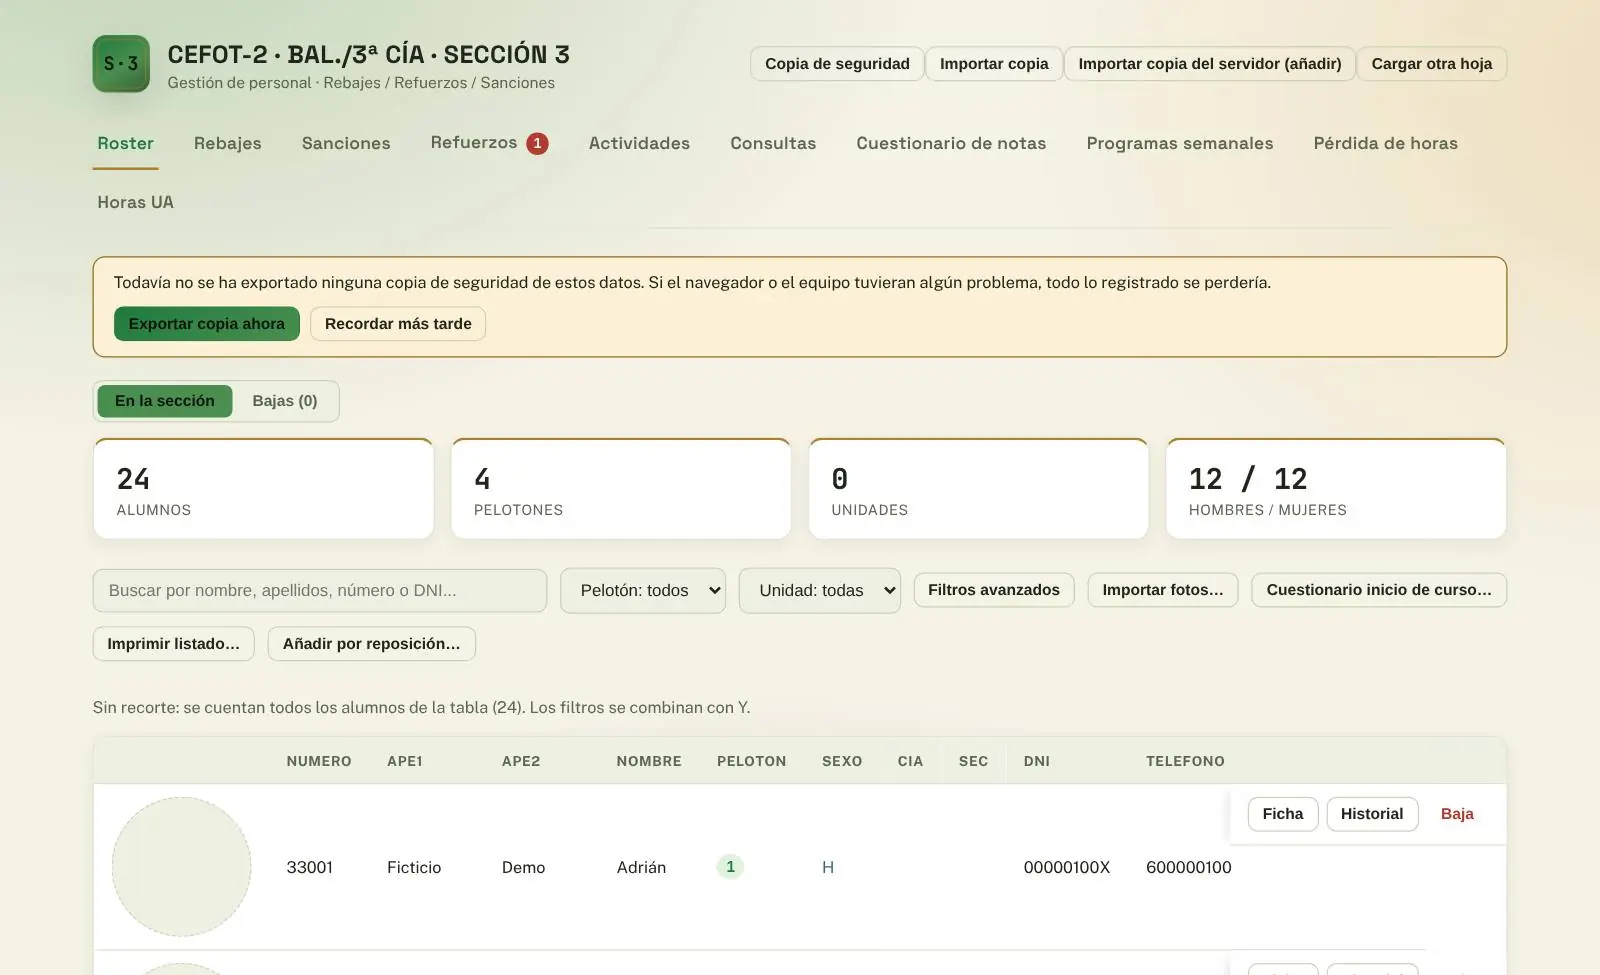 S·3
CEFOT-2 · BAL./3ª CÍA · SECCIÓN 3
Gestión de personal · Rebajes / Refuerzos / Sanciones
Copia de seguridad
Importar copia
Importar copia del servidor (añadir)
Cargar otra hoja
Roster
Rebajes
Sanciones
Refuerzos 1
Actividades
Consultas
Cuestionario de notas
Programas semanales
Pérdida de horas
Horas UA
Todavía no se ha exportado ninguna copia de seguridad de estos datos. Si el navegador o el equipo tuvieran algún problema, todo lo registrado se perdería.
Exportar copia ahora
Recordar más tarde
En la sección
Bajas (0)
24
ALUMNOS
4
PELOTONES
0
UNIDADES
12 / 12
HOMBRES / MUJERES
Buscar por nombre, apellidos, número o DNI...
Pelotón: todos
Unidad: todas
Filtros avanzados
Importar fotos...
Cuestionario inicio de curso...
Imprimir listado...
Añadir por reposición...
Sin recorte: se cuentan todos los alumnos de la tabla (24). Los filtros se combinan con Y.
NUMERO APE1 APE2 NOMBRE PELOTON SEXO CIA SEC DNI TELEFONO
Ficha Historial Baja
33001 Ficticio Demo Adrián 1 H 00000100X 600000100